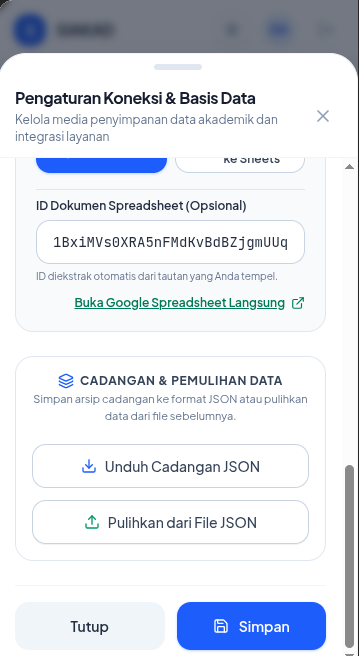 Pengaturan Koneksi & Basis Data
Kelola media penyimpanan data akademik dan
integrasi layanan
ke Sheets
ID Dokumen Spreadsheet (Opsional)
1BxiMVs0XRA5nFMdKvBdBZjgmUUq
ID diekstrak otomatis dari tautan yang Anda tempel.
Buka Google Spreadsheet Langsung
CADANGAN & PEMULIHAN DATA
Simpan arsip cadangan ke format JSON atau pulihkan
data dari file sebelumnya.
Unduh Cadangan JSON
Pulihkan dari File JSON
Tutup
Simpan